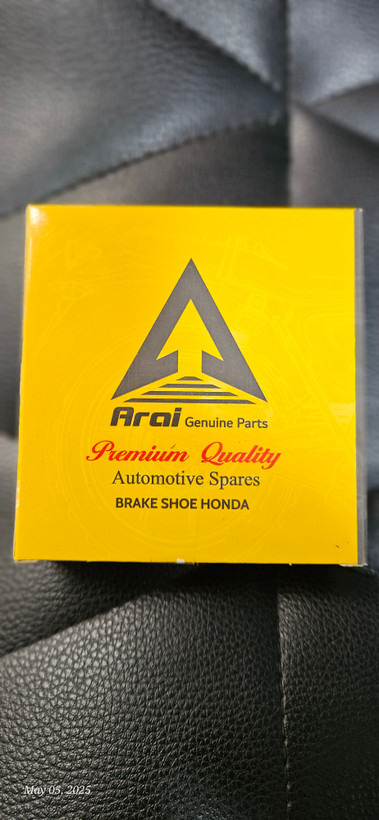 Arai Genuine Parts
Premium Quality
Automotive Spares
BRAKE SHOE HONDA
May 05, 2025